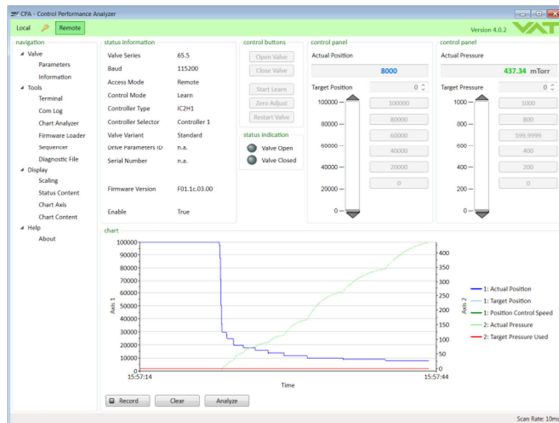 CPA - Control Performance Analyzer
Local
Remote
Version 4.0.2
VAT
navigation
Valve
Parameters
Information
Tools
Terminal
Com Log
Chart Analyzer
Firmware Loader
Sequencer
Diagnostic File
Display
Scaling
Status Content
Chart Axis
Chart Content
Help
About
status information
Valve Series 65.5
Baud 115200
Access Mode Remote
Control Mode Learn
Controller Type IC2H1
Controller Selector Controller 1
Valve Variant Standard
Drive Parameters ID n.a.
Serial Number n.a.
Firmware Version F01.1c.03.00
Enable True
control buttons
Open Valve
Close Valve
Start Learn
Zero Adjust
Restart Valve
status indication
Valve Open
Valve Closed
control panel
Actual Position
8000
Target Position 0
100000
80000
60000
40000
20000
0
100000
80000
60000
40000
20000
0
control panel
Actual Pressure
437.34 mTorr
Target Pressure 0
1000
800
600
400
200
0
1000
800
599.9999
400
200
0
chart
100000
90000
80000
70000
60000
50000
40000
30000
20000
10000
0
Axis 1
15:57:14
15:57:44
Time
400
350
300
250
200
150
100
50
0
Axis 2
1: Actual Position
1: Target Position
1: Position Control Speed
2: Actual Pressure
2: Target Pressure Used
Record
Clear
Analyze
Scan Rate: 10ms